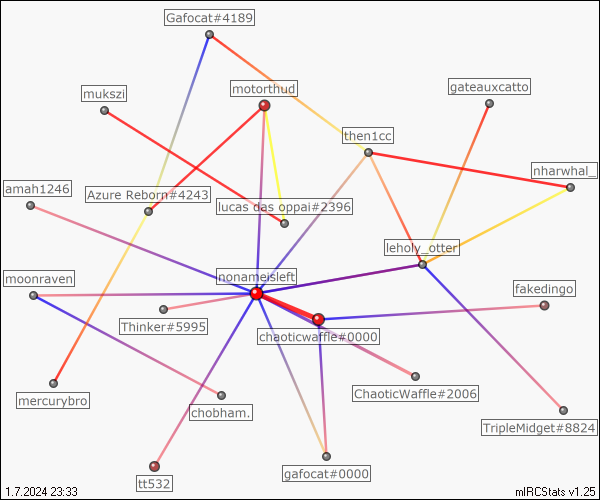 Gafocat#4189
motorthud
mukszi
gateauxcatto
then1cc
nharwhal_
amah1246
Azure Reborn#4243
lucas das oppai#2396
leholy_otter
nonameisleft
moonraven
fakedingo
Thinker#5995
chaoticwaffle#0000
mercurybro
ChaoticWaffle#2006
chobham.
TripleMidget#8824
tt532
gafocat#0000
1.7.2024 23:33
mIRCStats v1.25